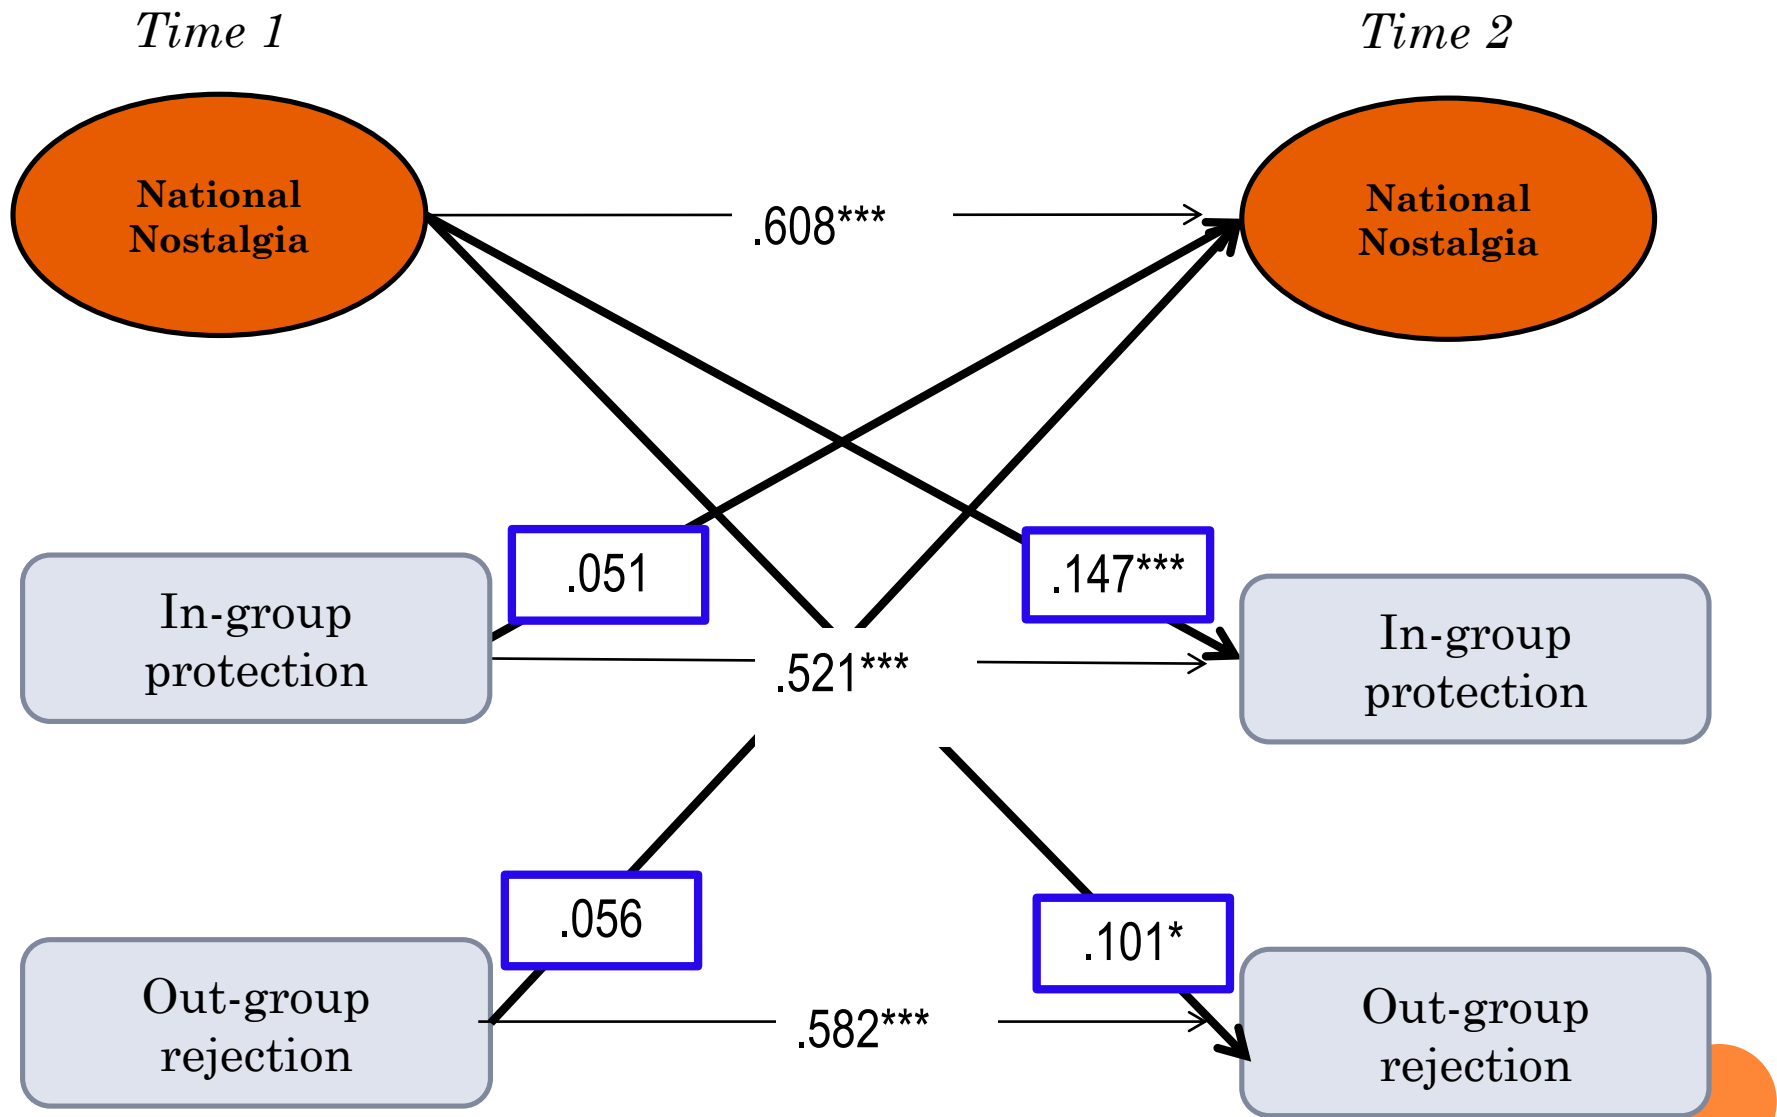 Time 1
Time 2
National
Nostalgia
.608***
National
Nostalgia
In-group
protection
.051
.521***
.147***
In-group
protection
Out-group
rejection
.056
.582***
.101*
Out-group
rejection